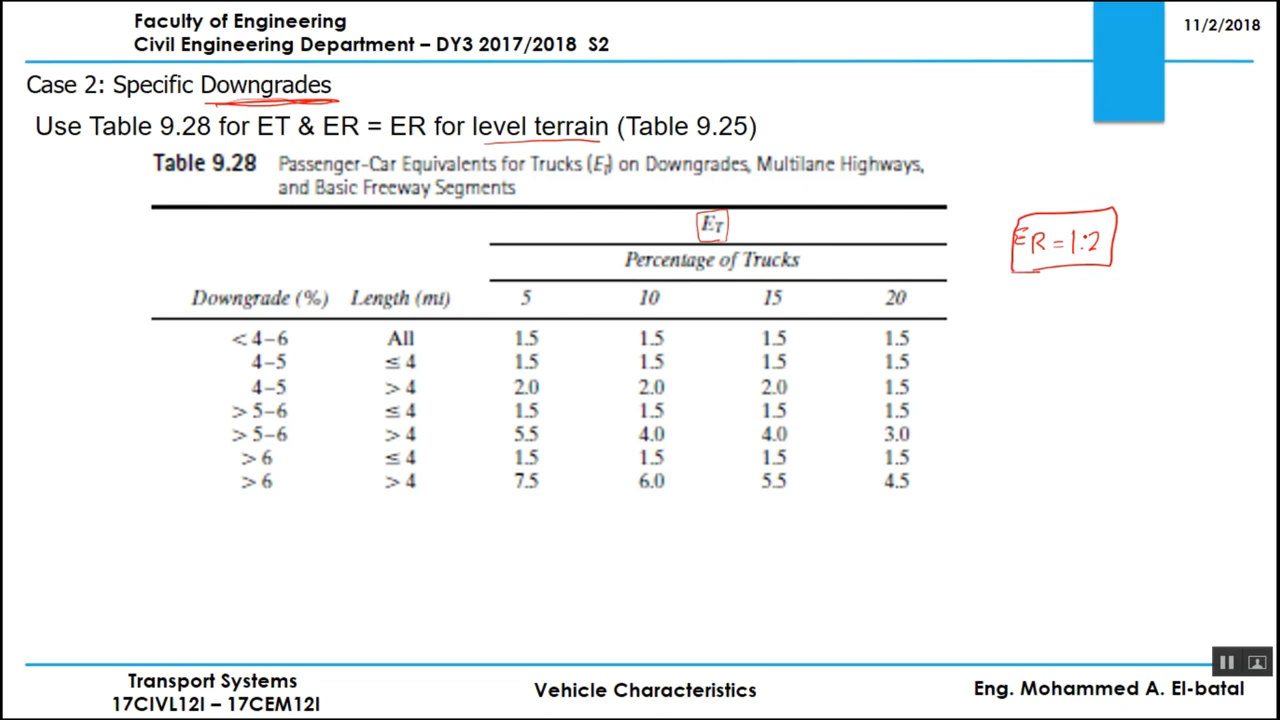 Faculty of Engineering
Civil Engineering Department – DY3 2017/2018 S2
11/2/2018
Case 2: Specific Downgrades
Use Table 9.28 for ET & ER = ER for level terrain (Table 9.25)
Table 9.28 Passenger-Car Equivalents for Trucks (ET) on Downgrades, Multilane Highways,
and Basic Freeway Segments
ET
ER = 1.2
Percentage of Trucks
Downgrade (%) Length (mi) 5 10 15 20
< 4–6 All 1.5 1.5 1.5 1.5
4–5 ≤ 4 1.5 1.5 1.5 1.5
4–5 > 4 2.0 2.0 2.0 1.5
> 5–6 ≤ 4 1.5 1.5 1.5 1.5
> 5–6 > 4 5.5 4.0 4.0 3.0
> 6 ≤ 4 1.5 1.5 1.5 1.5
> 6 > 4 7.5 6.0 5.5 4.5
Transport Systems
17CIVL12I – 17CEM12I
Vehicle Characteristics
Eng. Mohammed A. El-batal